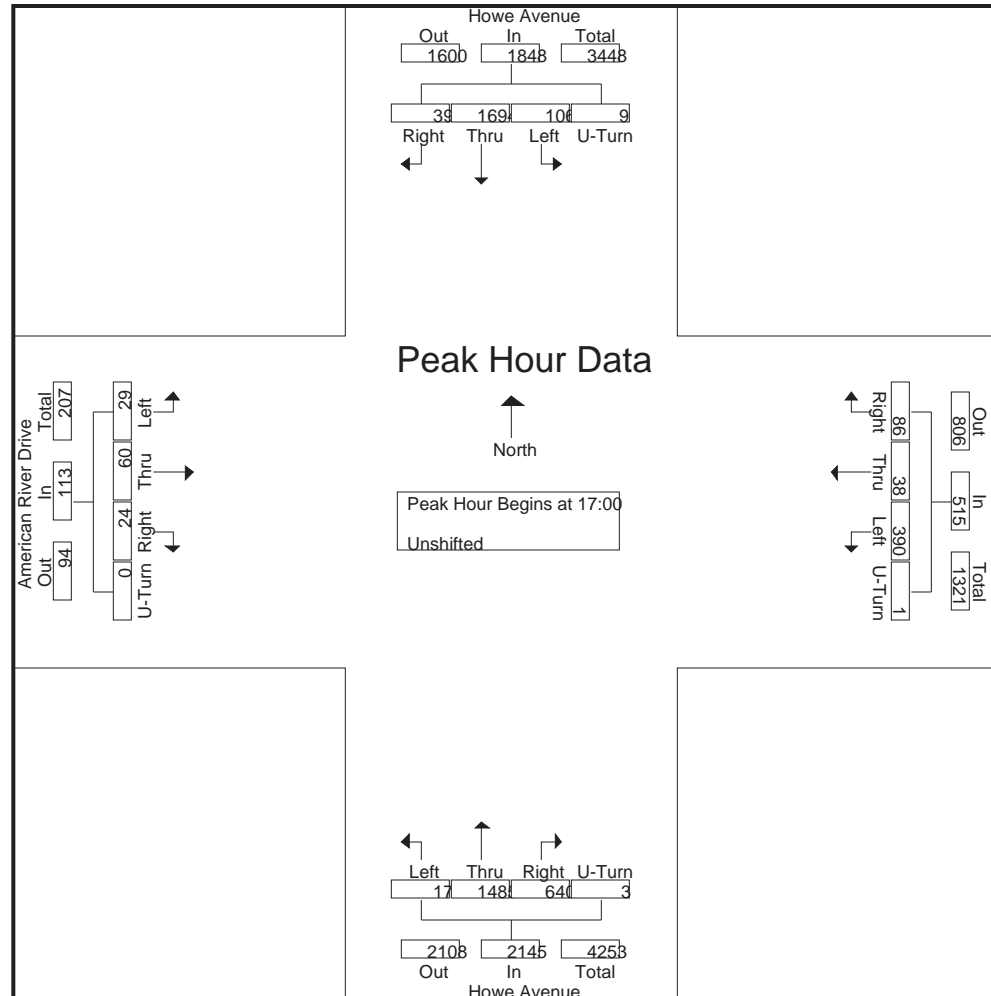 Howe Avenue
Out In Total
1600 1848 3448
39 1694 106 9
Right Thru Left U-Turn
Peak Hour Data
North
Peak Hour Begins at 17:00
Unshifted
American River Drive
Total In Out
207 113 94
29 60 24 0
Left Thru Right U-Turn
Out In Total
806 515 1321
86 38 390 1
Right Thru Left U-Turn
Left Thru Right U-Turn
17 1485 640 3
2108 2145 4253
Out In Total
Howe Avenue